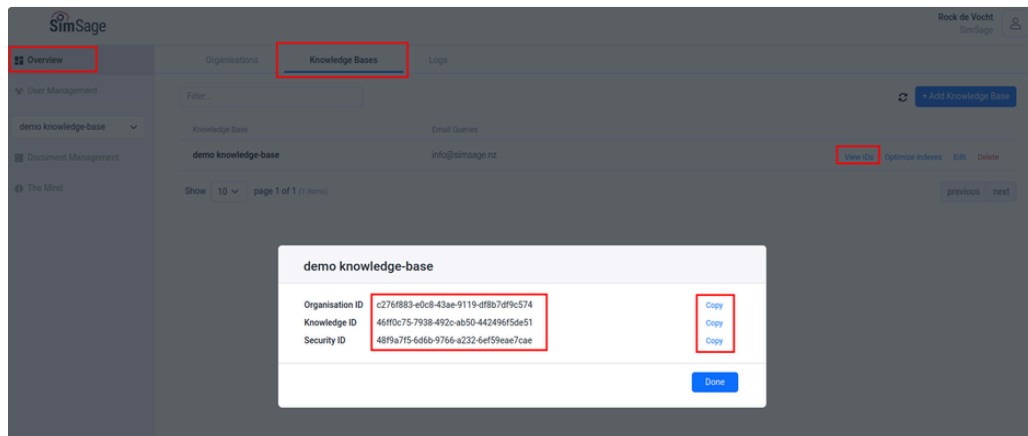 SimSage
Rock de Vocht
SimSage
Overview
Organisations Knowledge Bases Logs
User Management
Filter...
+ Add Knowledge Base
demo knowledge-base
Knowledge Base Email Queries
demo knowledge-base info@simsage.nz View IDs Optimize indexes Edit Delete
Document Management
The Mind
Show 10 page 1 of 1 (1 items) previous next
demo knowledge-base
Organisation ID c276f883-e0c8-43ae-9119-df8b7df9c574 Copy
Knowledge ID 46ff0c75-7938-492c-ab50-442496f5de51 Copy
Security ID 48f9a7f5-6d6b-9766-a232-6ef59eae7cae Copy
Done